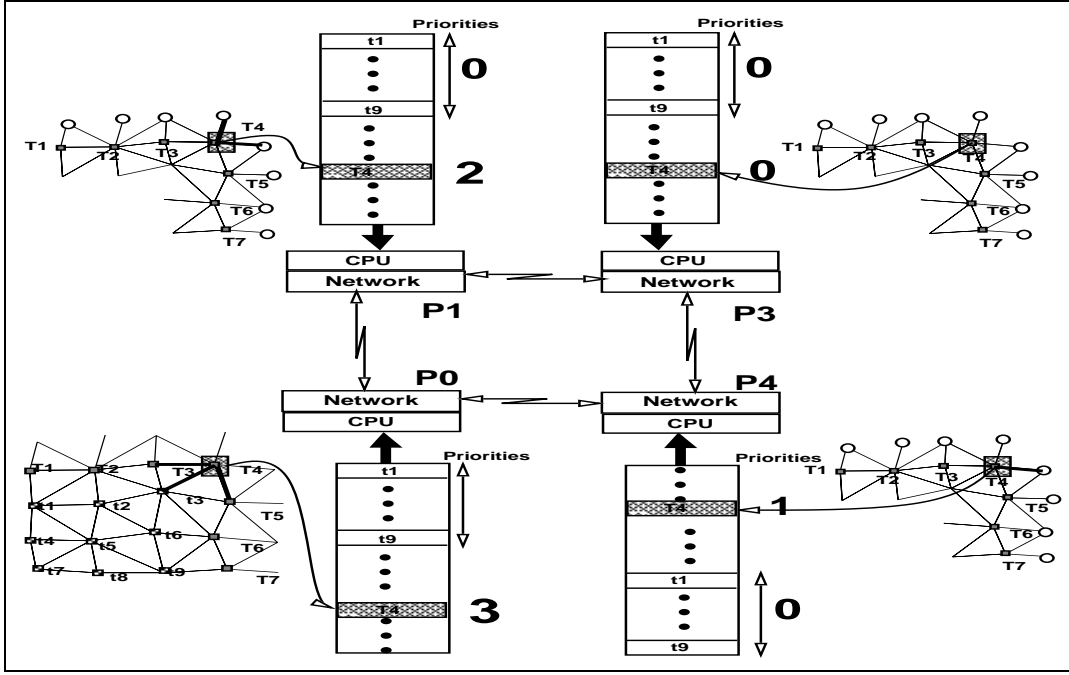 Priorities
t1
0
t9
T4
2
T1
T2
T3
T4
T5
T6
T7
CPU
Network
P1
Priorities
t1
0
t9
T4
0
T1
T2
T3
T4
T5
T6
T7
CPU
Network
P3
P0
Network
CPU
Priorities
t1
t9
T4
3
T1
T2
T3
T4
t3
t1
t2
T5
t4
t5
t6
T6
t7
t8
t9
T7
P4
Network
CPU
Priorities
T4
1
t1
0
t9
T1
T2
T3
T4
T5
T6
T7